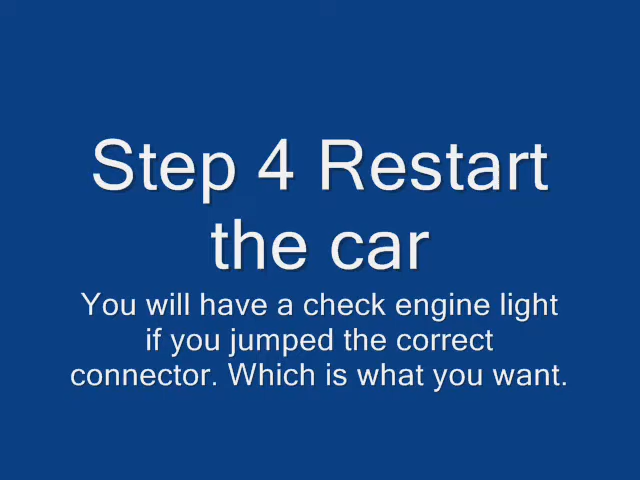 Step 4 Restart
the car
You will have a check engine light
if you jumped the correct
connector. Which is what you want.